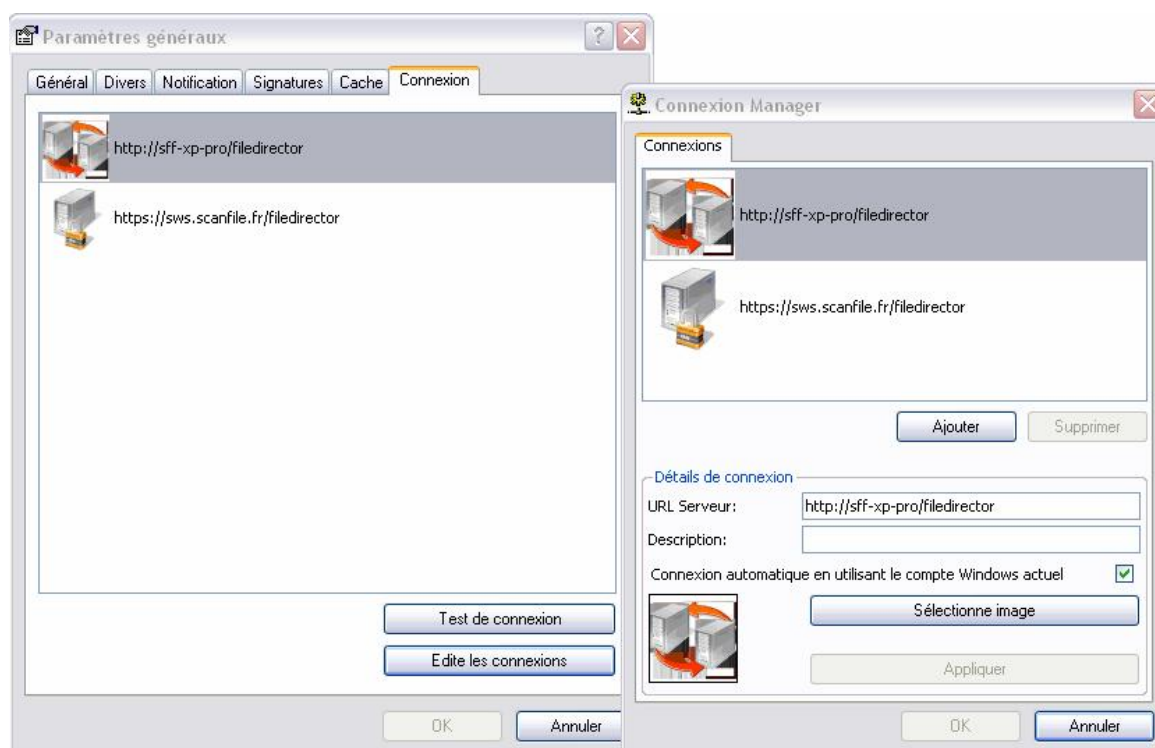 Paramètres généraux
Général Divers Notification Signatures Cache Connexion
http://sff-xp-pro/filedirector
https://sws.scanfile.fr/filedirector
Test de connexion
Edite les connexions
OK Annuler
Connexion Manager
Connexions
http://sff-xp-pro/filedirector
https://sws.scanfile.fr/filedirector
Ajouter Supprimer
Détails de connexion
URL Serveur: http://sff-xp-pro/filedirector
Description:
Connexion automatique en utilisant le compte Windows actuel
Sélectionne image
Appliquer
OK Annuler